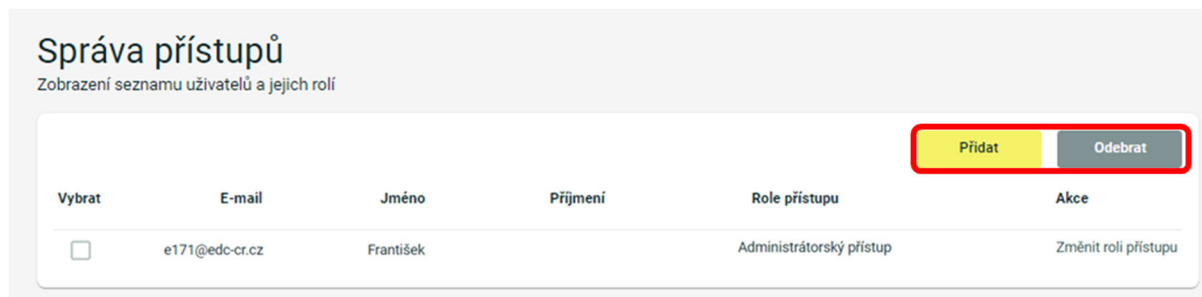 Správa přístupů
Zobrazení seznamu uživatelů a jejich rolí
Přidat Odebrat
Vybrat E-mail Jméno Příjmení Role přístupu Akce
e171@edc-cr.cz František Administrátorský přístup Změnit roli přístupu